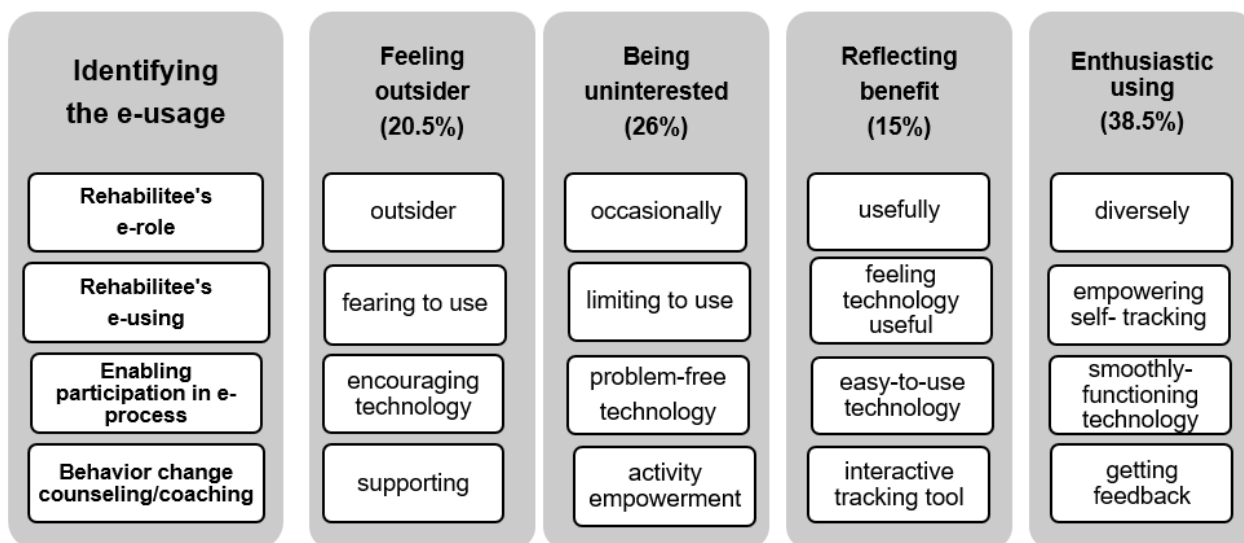 Identifying
the e-usage
Rehabilitee's
e-role
Rehabilitee's
e-using
Enabling
participation in e-
process
Behavior change
counseling/coaching
Feeling
outsider
(20.5%)
outsider
fearing to use
encouraging
technology
supporting
Being
uninterested
(26%)
occasionally
limiting to use
problem-free
technology
activity
empowerment
Reflecting
benefit
(15%)
usefully
feeling
technology
useful
easy-to-use
technology
interactive
tracking tool
Enthusiastic
using
(38.5%)
diversely
empowering
self- tracking
smoothly-
functioning
technology
getting
feedback